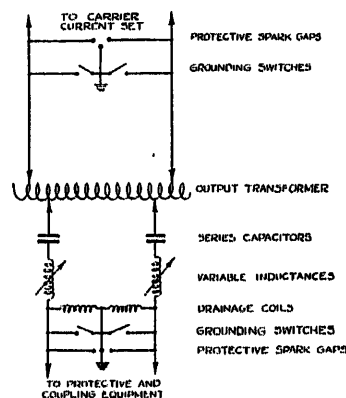 TO CARRIER
CURRENT SET
PROTECTIVE SPARK GAPS
GROUNDING SWITCHES
OUTPUT TRANSFORMER
SERIES CAPACITORS
VARIABLE INDUCTANCES
DRAINAGE COILS
GROUNDING SWITCHES
PROTECTIVE SPARK GAPS
TO PROTECTIVE AND
COUPLING EQUIPMENT